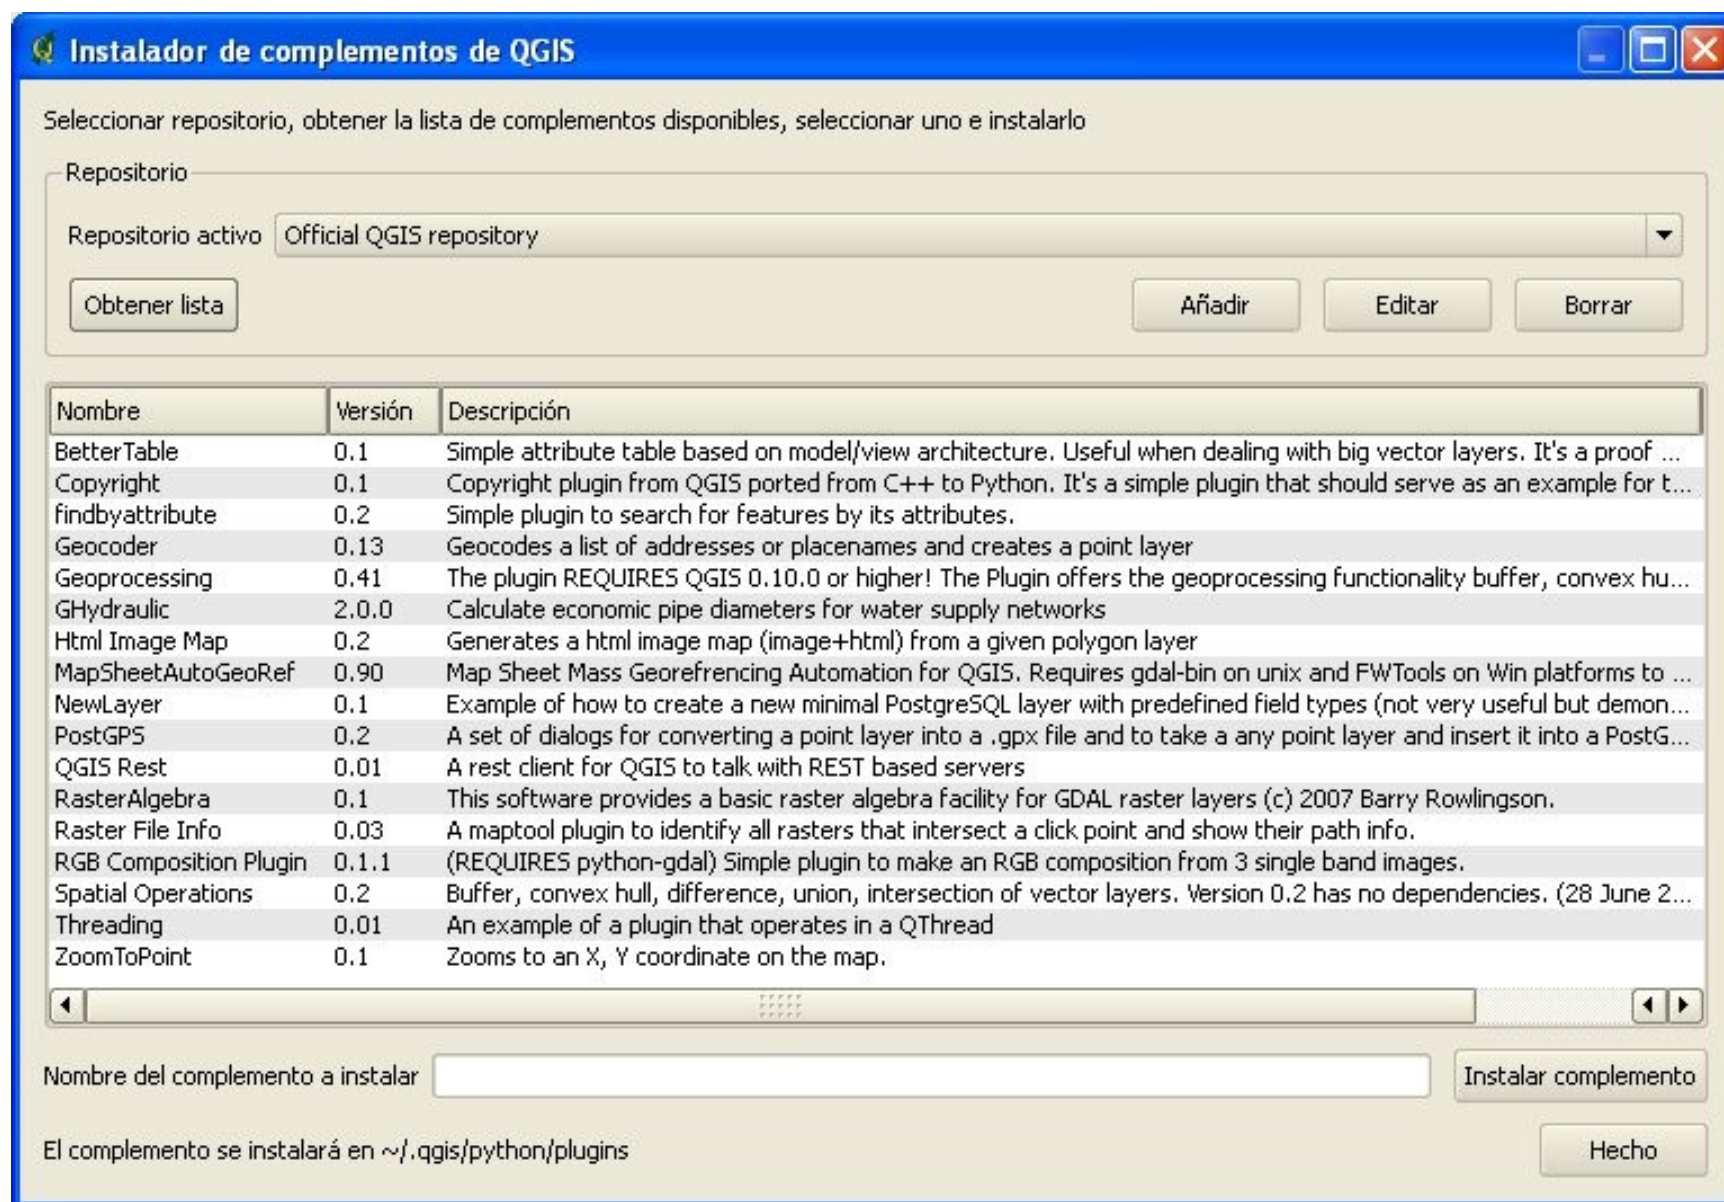 Instalador de complementos de QGIS
Seleccionar repositorio, obtener la lista de complementos disponibles, seleccionar uno e instalarlo
Repositorio
Repositorio activo Official QGIS repository
Obtener lista Añadir Editar Borrar
Nombre Versión Descripción
BetterTable 0.1 Simple attribute table based on model/view architecture. Useful when dealing with big vector layers. It's a proof ...
Copyright 0.1 Copyright plugin from QGIS ported from C++ to Python. It's a simple plugin that should serve as an example for t...
findbyattribute 0.2 Simple plugin to search for features by its attributes.
Geocoder 0.13 Geocodes a list of addresses or placenames and creates a point layer
Geoprocessing 0.41 The plugin REQUIRES QGIS 0.10.0 or higher! The Plugin offers the geoprocessing functionality buffer, convex hu...
GHydraulic 2.0.0 Calculate economic pipe diameters for water supply networks
Html Image Map 0.2 Generates a html image map (image+html) from a given polygon layer
MapSheetAutoGeoRef 0.90 Map Sheet Mass Georefrencing Automation for QGIS. Requires gdal-bin on unix and FWTools on Win platforms to ...
NewLayer 0.1 Example of how to create a new minimal PostgreSQL layer with predefined field types (not very useful but demon...
PostGPS 0.2 A set of dialogs for converting a point layer into a .gpx file and to take a any point layer and insert it into a PostG...
QGIS Rest 0.01 A rest client for QGIS to talk with REST based servers
RasterAlgebra 0.1 This software provides a basic raster algebra facility for GDAL raster layers (c) 2007 Barry Rowlingson.
Raster File Info 0.03 A maptool plugin to identify all rasters that intersect a click point and show their path info.
RGB Composition Plugin 0.1.1 (REQUIRES python-gdal) Simple plugin to make an RGB composition from 3 single band images.
Spatial Operations 0.2 Buffer, convex hull, difference, union, intersection of vector layers. Version 0.2 has no dependencies. (28 June 2...
Threading 0.01 An example of a plugin that operates in a QThread
ZoomToPoint 0.1 Zooms to an X, Y coordinate on the map.
Nombre del complemento a instalar Instalar complemento
El complemento se instalará en ~/.qgis/python/plugins Hecho